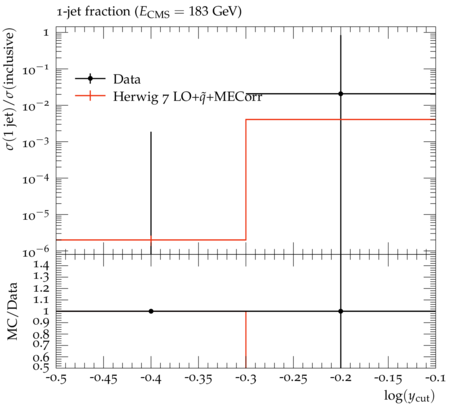 1-jet fraction (E_CMS = 183 GeV)
σ(1 jet)/σ(inclusive)
1
10⁻¹
10⁻²
10⁻³
10⁻⁴
10⁻⁵
10⁻⁶
Data
Herwig 7 LO+q̃+MECorr
MC/Data
1.4
1.3
1.2
1.1
1
0.9
0.8
0.7
0.6
0.5
-0.5 -0.45 -0.4 -0.35 -0.3 -0.25 -0.2 -0.15 -0.1
log(y_cut)